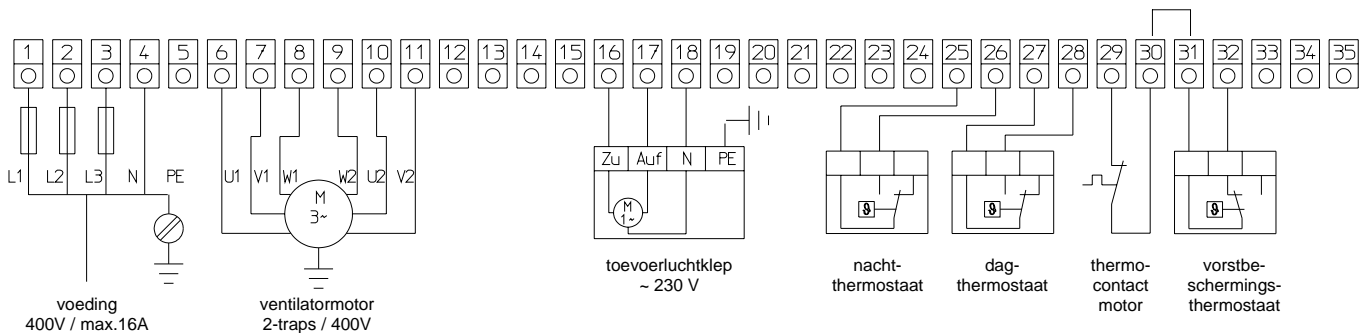 1 2 3 4 5 6 7 8 9 10 11 12 13 14 15 16 17 18 19 20 21 22 23 24 25 26 27 28 29 30 31 32 33 34 35
L1 L2 L3 N PE U1 V1 W1 W2 U2 V2
Zu Auf N PE
M
3~
M
1~
ϑ ϑ ϑ
voeding
400V / max.16A
ventilatormotor
2-traps / 400V
toevoerluchtklep
~ 230 V
nacht-
thermostaat
dag-
thermostaat
thermo-
contact
motor
vorstbe-
schermings-
thermostaat